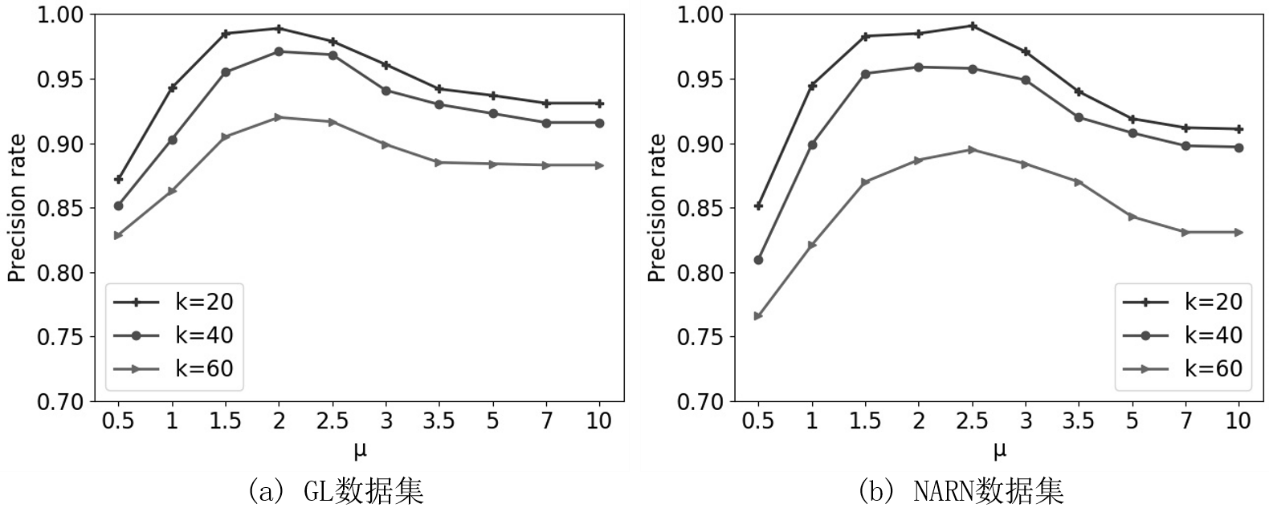 1.00
0.95
0.90
0.85
0.80
0.75
0.70
Precision rate
k=20
k=40
k=60
0.5 1 1.5 2 2.5 3 3.5 5 7 10
μ
(a) GL数据集
1.00
0.95
0.90
0.85
0.80
0.75
0.70
Precision rate
k=20
k=40
k=60
0.5 1 1.5 2 2.5 3 3.5 5 7 10
μ
(b) NARN数据集